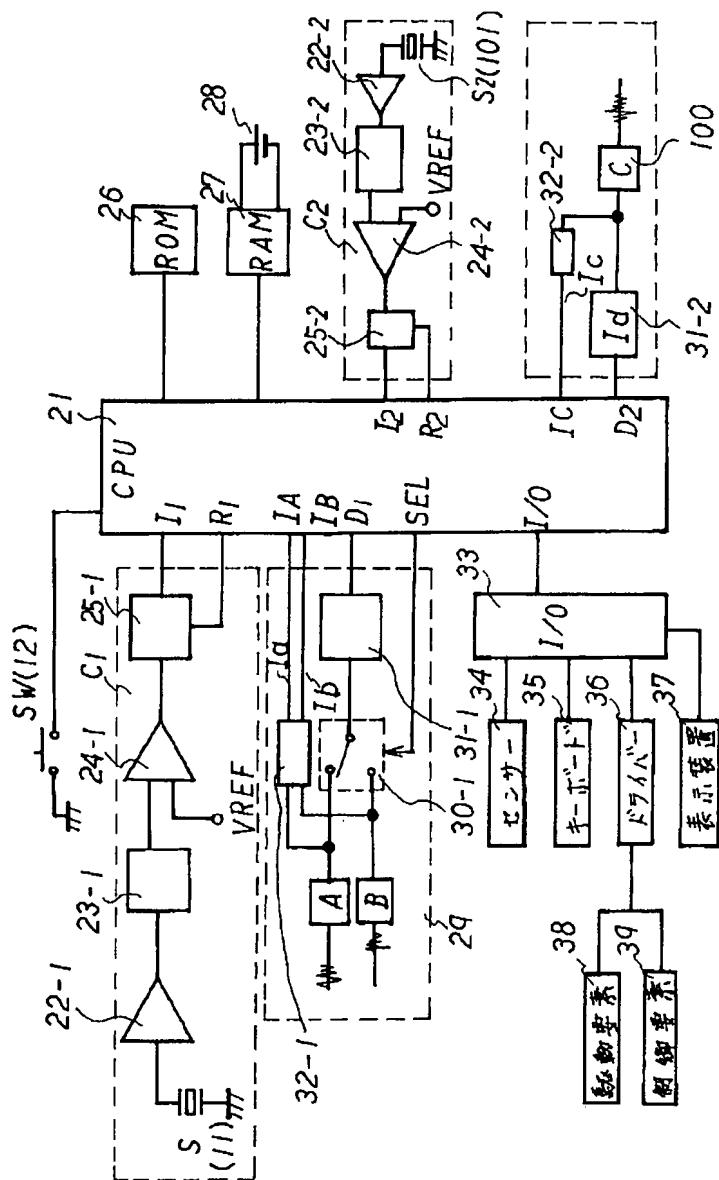 SW(12)
21
CPU
I1
R1
IA
IB
D1
SEL
I/O
I2
R2
IC
D2
26
ROM
27
RAM
28
22-1
23-1
24-1
25-1
C1
VREF
S
(11)
22-2
23-2
24-2
25-2
C2
VREF
S2(101)
Ia
Ib
A
B
32-1
31-1
30-1
29
32-2
Ic
C
100
Id
31-2
33
I/O
34
センサー
35
キーボード
36
ドライバー
37
表示装置
38
駆動要素
39
制御要素